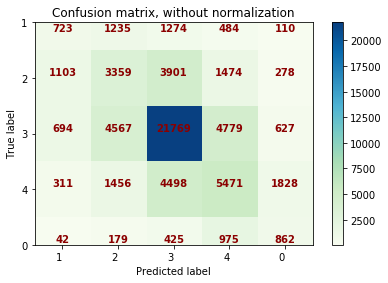 Confusion matrix, without normalization
1 723 1235 1274 484 110
2 1103 3359 3901 1474 278
3 694 4567 21769 4779 627
4 311 1456 4498 5471 1828
0 42 179 425 975 862
1 2 3 4 0
True label
Predicted label
20000
17500
15000
12500
10000
7500
5000
2500